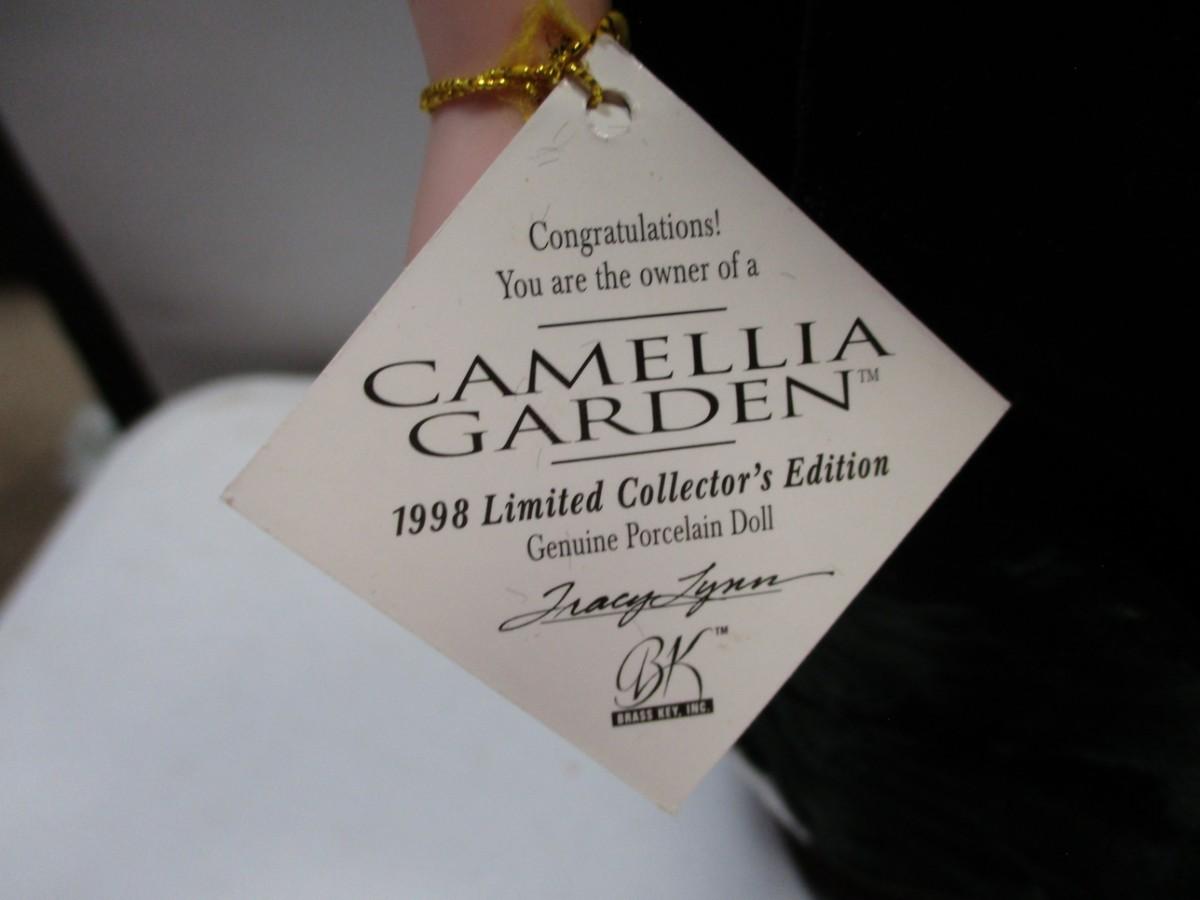 Congratulations!
You are the owner of a
CAMELLIA
GARDEN™
1998 Limited Collector's Edition
Genuine Porcelain Doll
Tracy Lynn
BK™
BRASS KEY, INC.